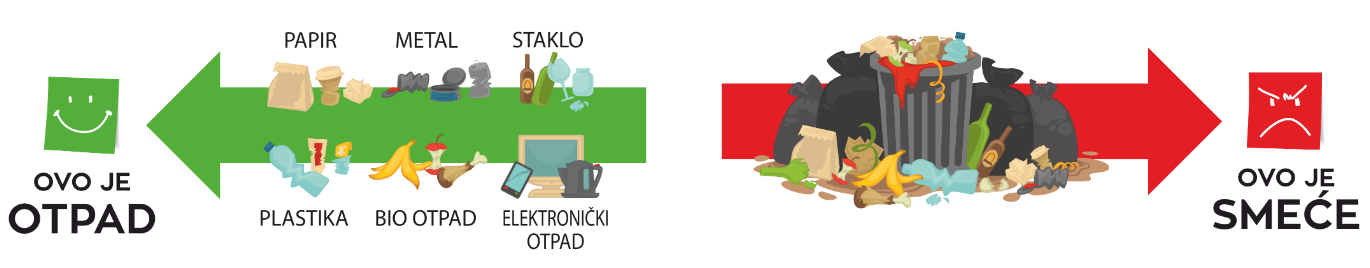 PAPIR
METAL
STAKLO
PLASTIKA
BIO OTPAD
ELEKTRONIČKI
OTPAD
OVO JE
OTPAD
OVO JE
SMEĆE